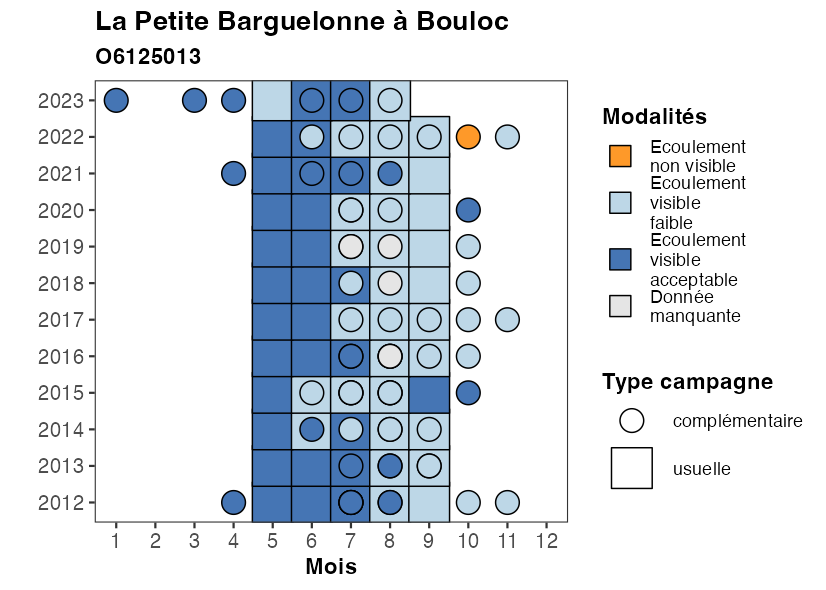 La Petite Barguelonne à Bouloc
O6125013
2023
2022
2021
2020
2019
2018
2017
2016
2015
2014
2013
2012
1 2 3 4 5 6 7 8 9 10 11 12
Mois
Modalités
Ecoulement
non visible
Ecoulement
visible
faible
Ecoulement
visible
acceptable
Donnée
manquante
Type campagne
complémentaire
usuelle